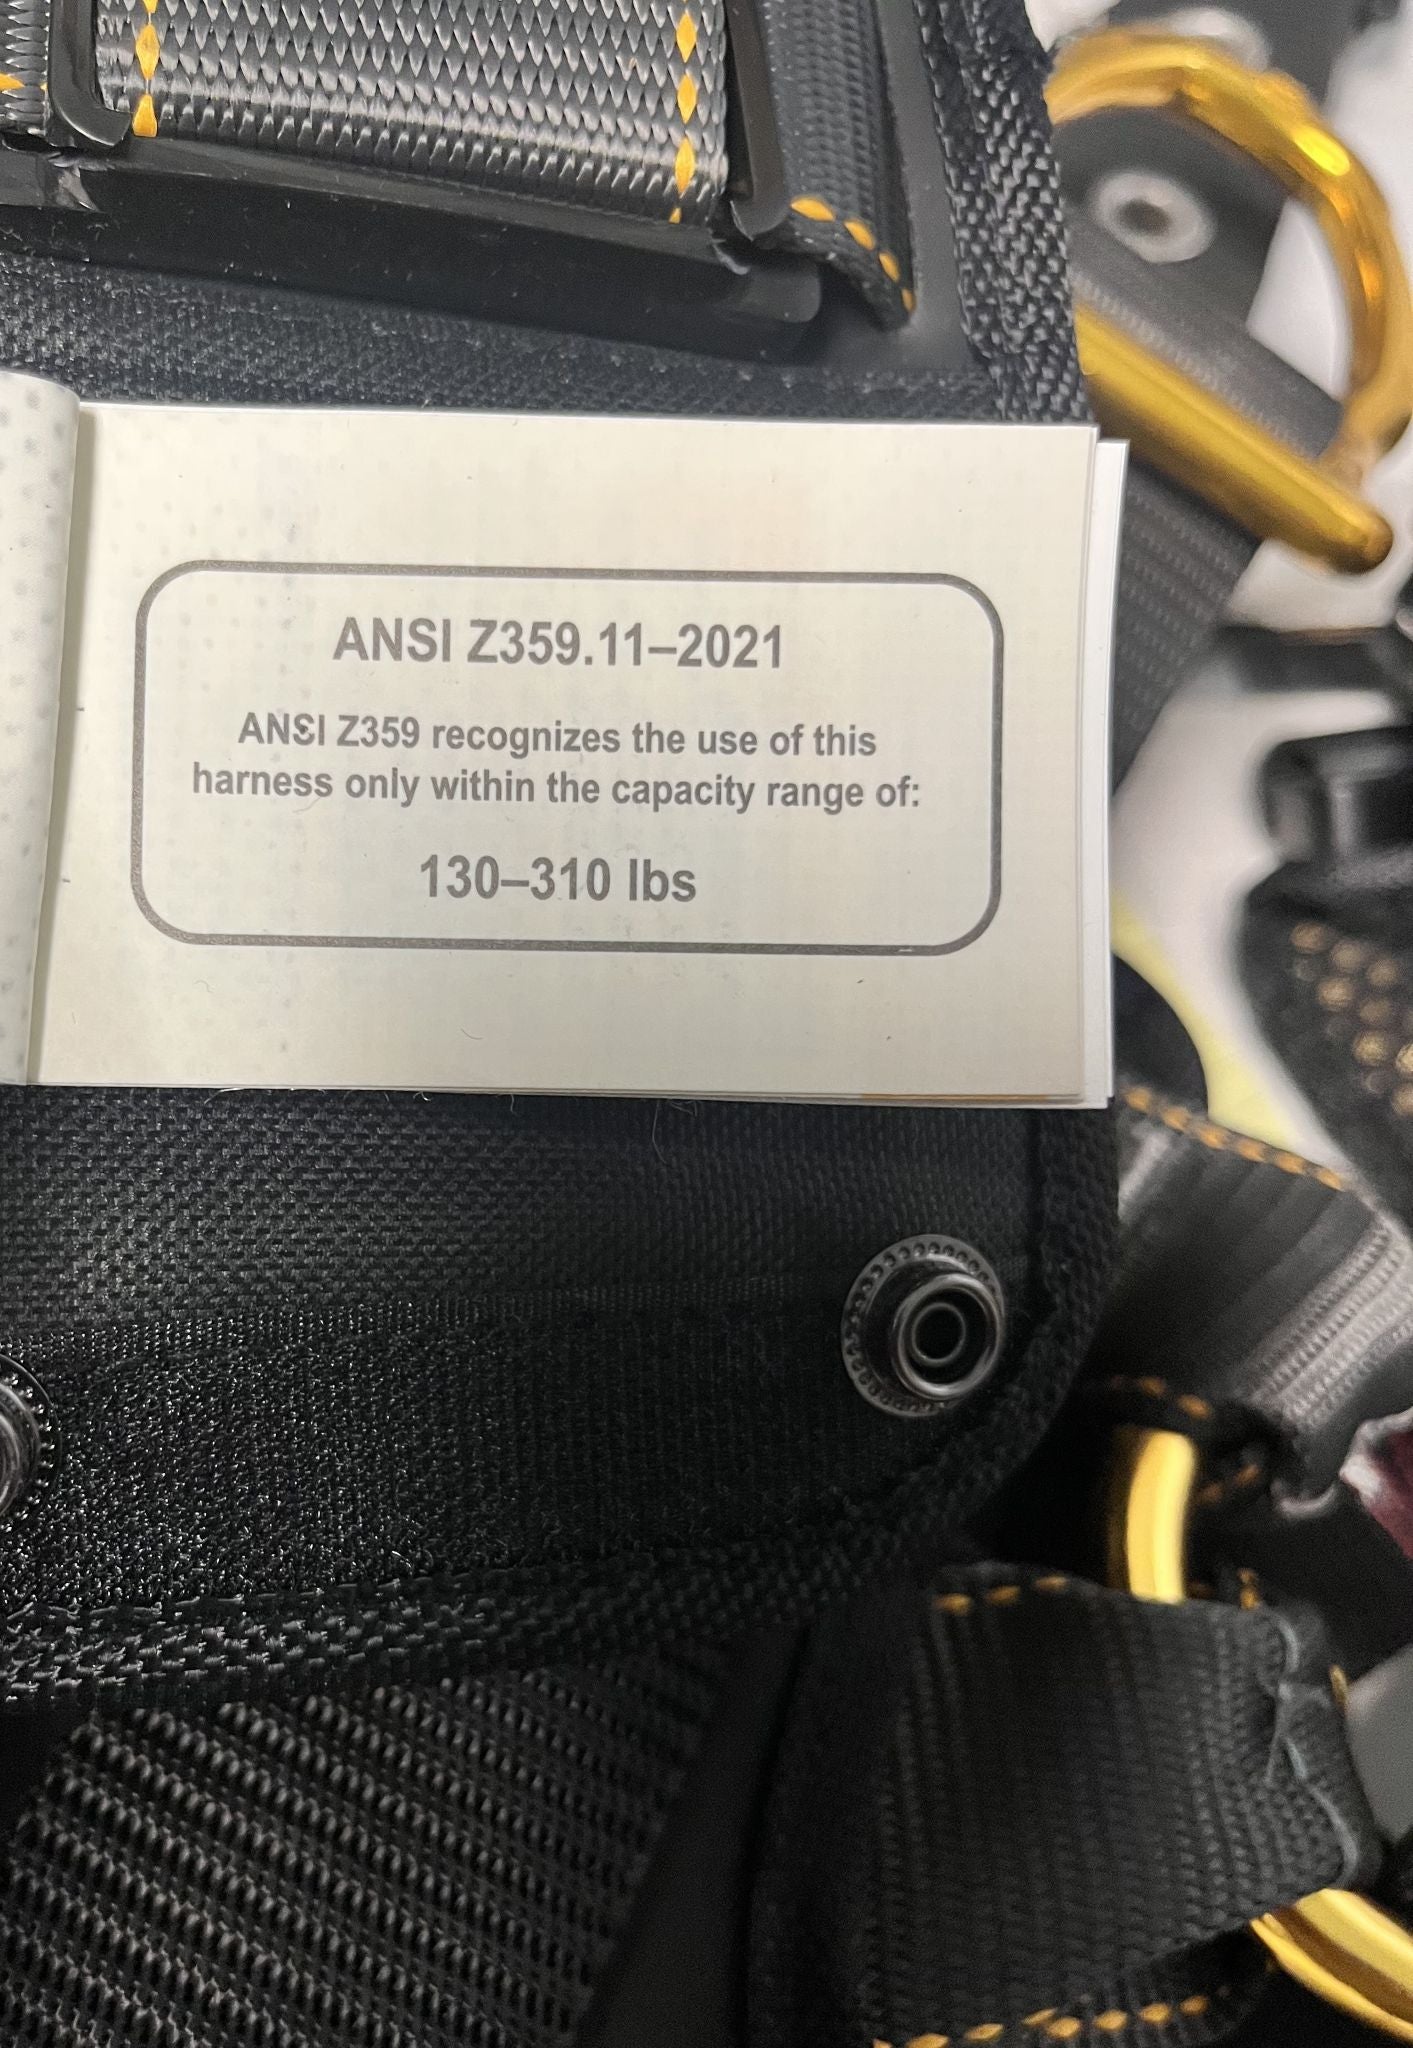 ANSI Z359.11–2021
ANSI Z359 recognizes the use of this
harness only within the capacity range of:
130–310 lbs